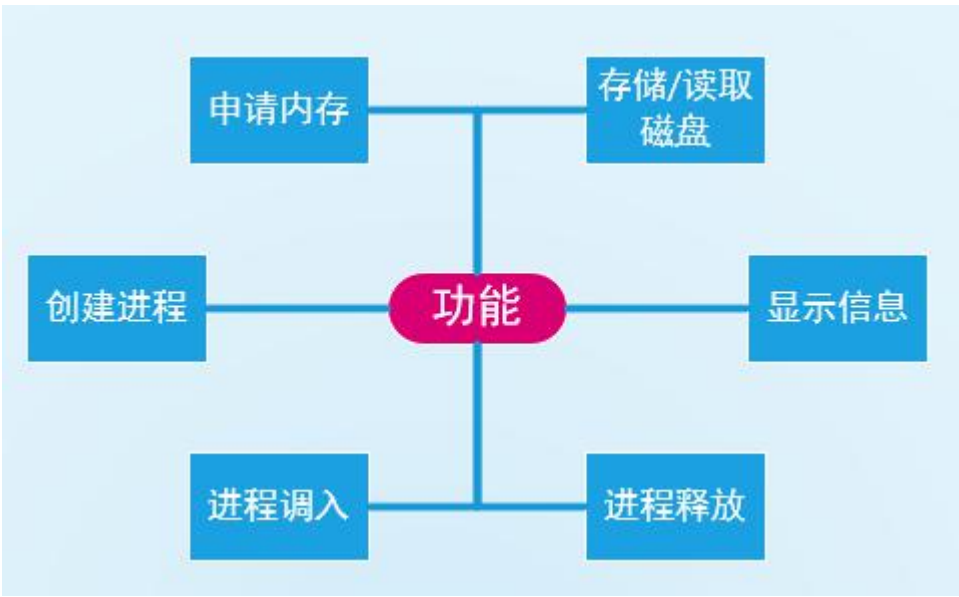 申请内存
存储/读取
磁盘
创建进程
功能
显示信息
进程调入
进程释放